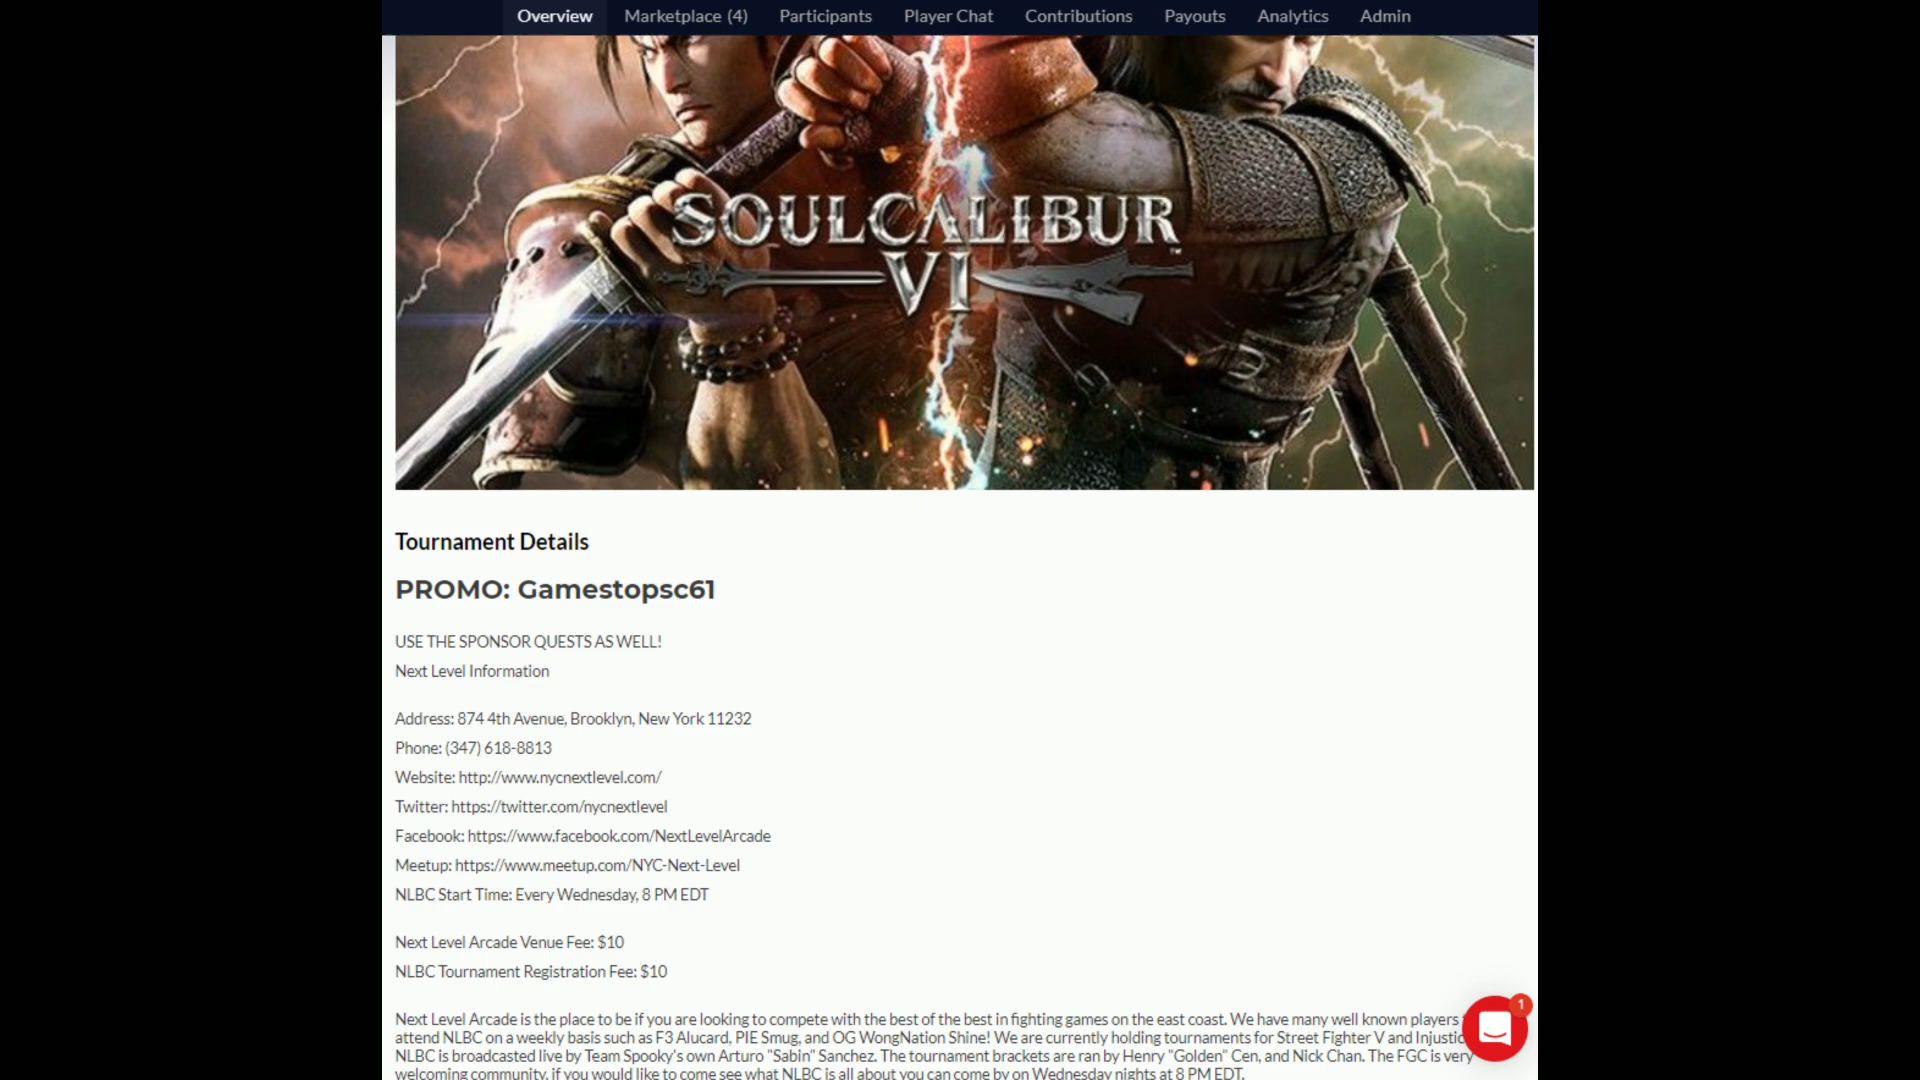 Overview Marketplace (4) Participants Player Chat Contributions Payouts Analytics Admin
SOULCALIBUR™
VI
Tournament Details
PROMO: Gamestopsc61
USE THE SPONSOR QUESTS AS WELL!
Next Level Information
Address: 874 4th Avenue, Brooklyn, New York 11232
Phone: (347) 618-8813
Website: http://www.nycnextlevel.com/
Twitter: https://twitter.com/nycnextlevel
Facebook: https://www.facebook.com/NextLevelArcade
Meetup: https://www.meetup.com/NYC-Next-Level
NLBC Start Time: Every Wednesday, 8 PM EDT
Next Level Arcade Venue Fee: $10
NLBC Tournament Registration Fee: $10
1
Next Level Arcade is the place to be if you are looking to compete with the best of the best in fighting games on the east coast. We have many well known players
attend NLBC on a weekly basis such as F3 Alucard, PIE Smug, and OG WongNation Shine! We are currently holding tournaments for Street Fighter V and
NLBC is broadcasted live by Team Spooky's own Arturo "Sabin" Sanchez. The tournament brackets are ran by Henry "Golden" Cen, and Nick Chan. The FGC is very
welcoming community, if you would like to come see what NLBC is all about you can come by on Wednesday nights at 8 PM EDT.